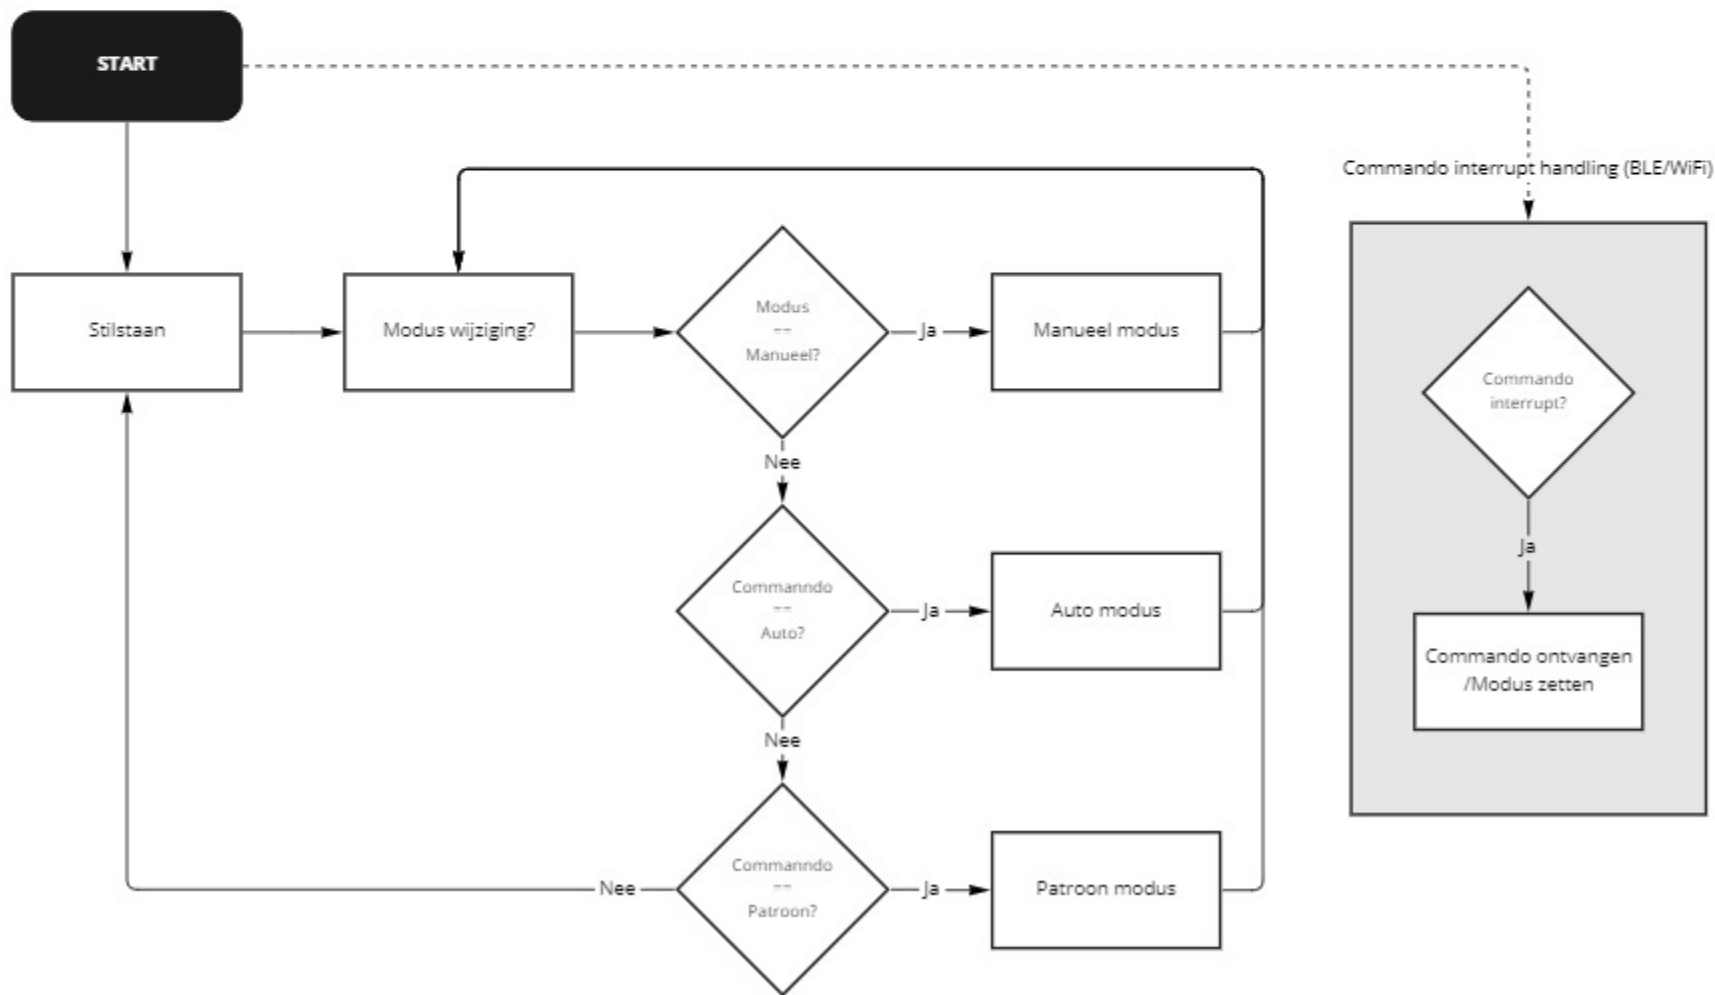 START
Commando interrupt handling (BLE/WiFi)
Stilstaan
Modus wijziging?
Modus
==
Manueel?
Ja
Manueel modus
Nee
Commanndo
==
Auto?
Ja
Auto modus
Nee
Commanndo
==
Patroon?
Ja
Patroon modus
Nee
Commando
interrupt?
Ja
Commando ontvangen
/Modus zetten